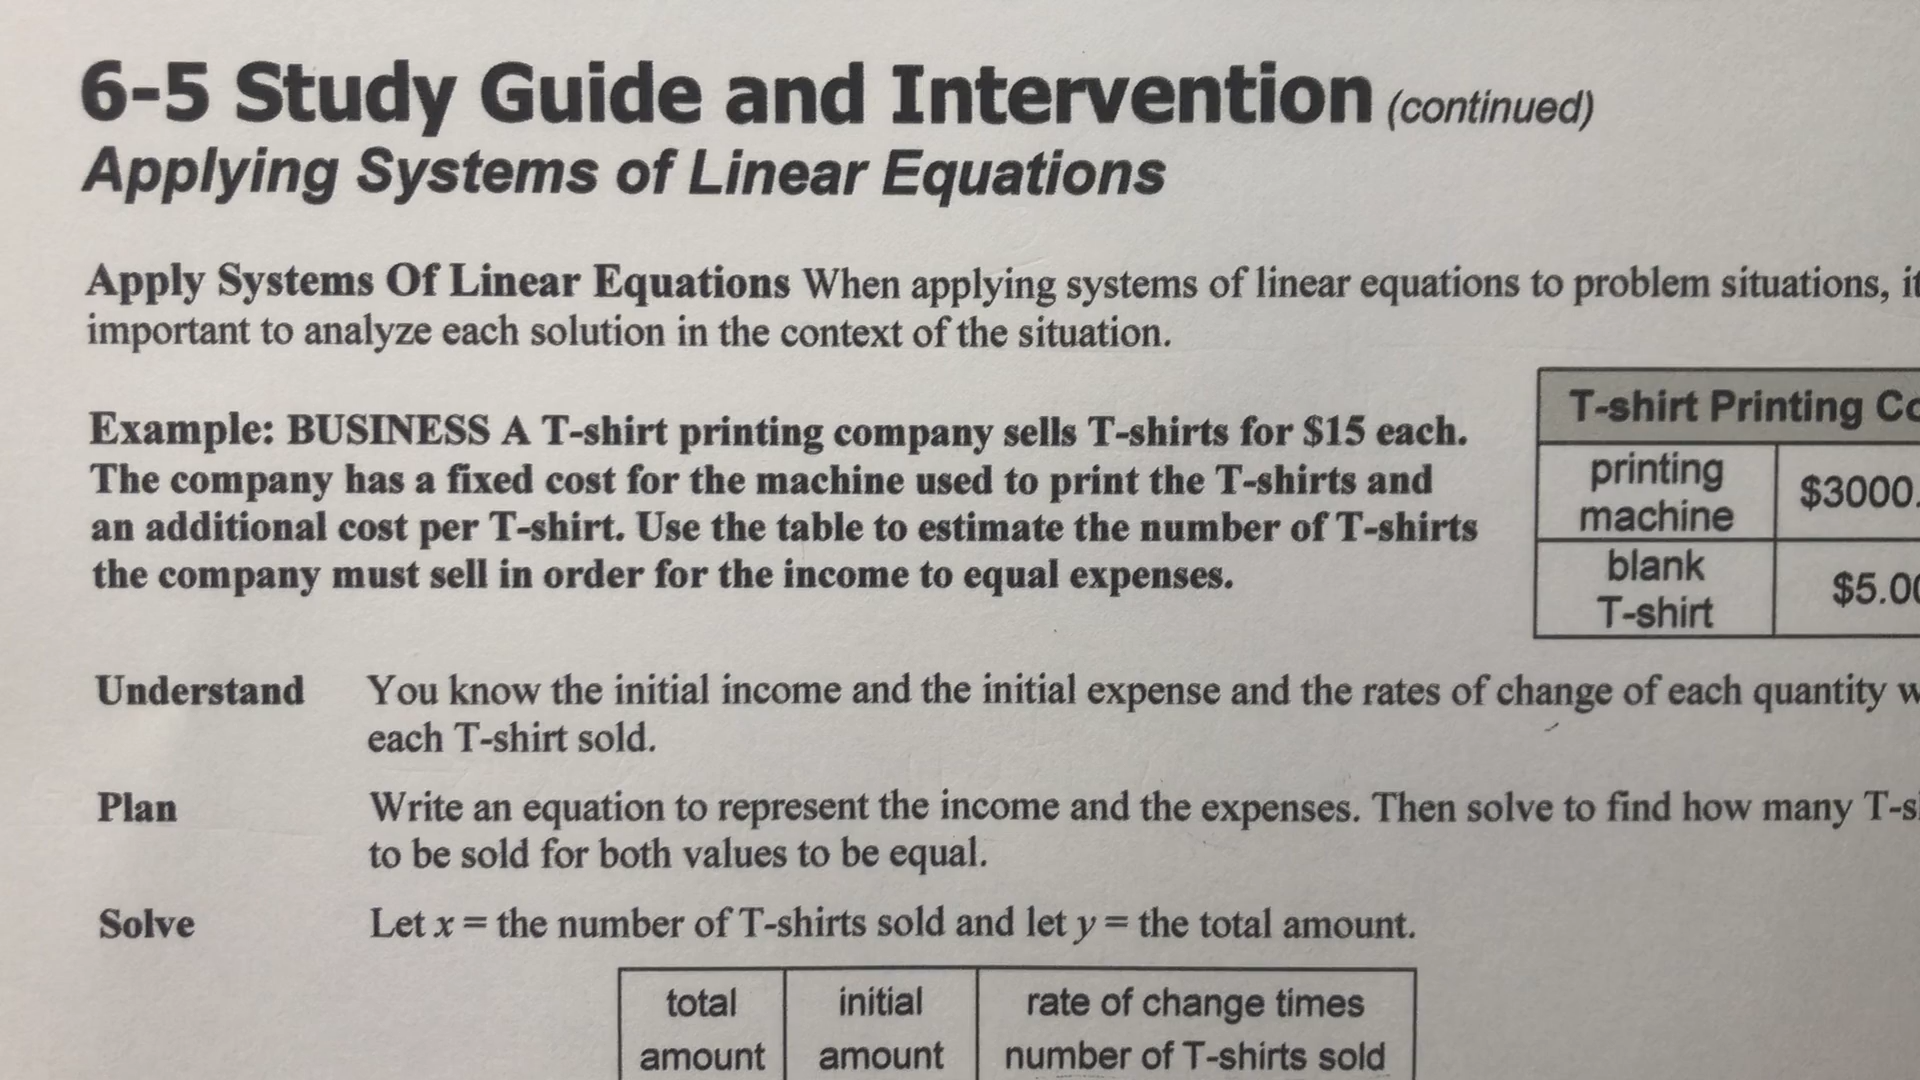 6-5 Study Guide and Intervention (continued)
Applying Systems of Linear Equations
Apply Systems Of Linear Equations When applying systems of linear equations to problem situations, it
important to analyze each solution in the context of the situation.
Example: BUSINESS A T-shirt printing company sells T-shirts for $15 each.
The company has a fixed cost for the machine used to print the T-shirts and
an additional cost per T-shirt. Use the table to estimate the number of T-shirts
the company must sell in order for the income to equal expenses.
T-shirt Printing
printing
machine
$3000.
blank
T-shirt
$5.00
Understand You know the initial income and the initial expense and the rates of change of each quantity
each T-shirt sold.
Plan Write an equation to represent the income and the expenses. Then solve to find how many
to be sold for both values to be equal.
Solve Let x = the number of T-shirts sold and let y = the total amount.
total initial rate of change times
amount amount number of T-shirts sold